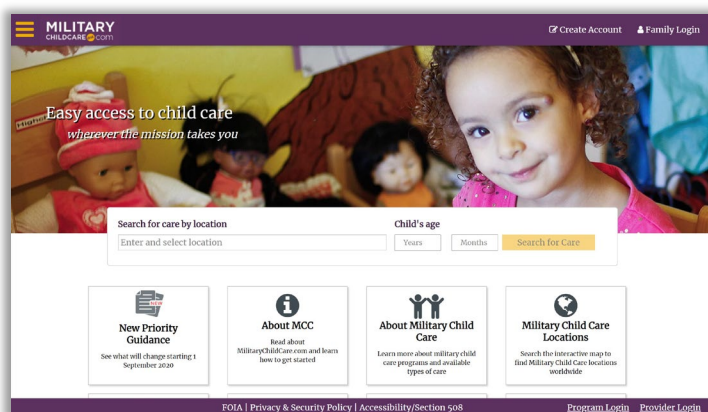 MILITARY
CHILDCARE.com
Create Account
Family Login
Higher
Easy access to child care
wherever the mission takes you
Search for care by location
Child's age
Enter and select location
Years
Months
Search for Care
NEW
New Priority
Guidance
See what will change starting 1
September 2020
About MCC
Read about
MilitaryChildCare.com and learn
how to get started
About Military Child
Care
Learn more about military child
care programs and available
types of care
Military Child Care
Locations
Search the interactive map to
find Military Child Care locations
worldwide
FOIA | Privacy & Security Policy | Accessibility/Section 508
Program Login
Provider Login